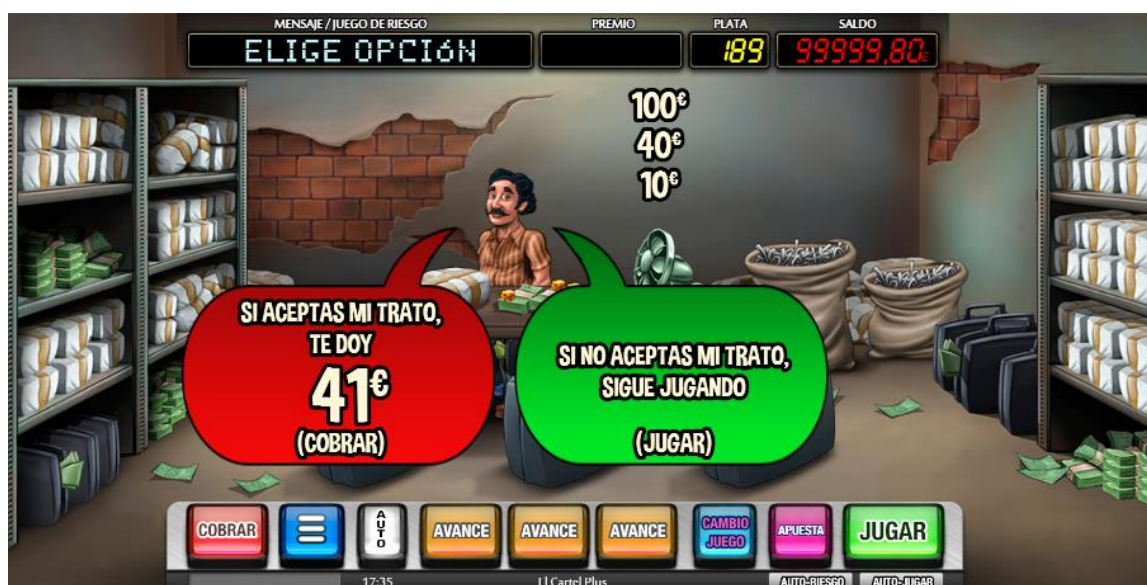 MENSAJE / JUEGO DE RIESGO PREMIO PLATA SALDO
ELIGE OPCIÓN 189 99999,80€
100€
40€
10€
SI ACEPTAS MI TRATO,
TE DOY
41€
(COBRAR)
SI NO ACEPTAS MI TRATO,
SIGUE JUGANDO
(JUGAR)
COBRAR AUTO AVANCE AVANCE AVANCE CAMBIO JUEGO APUESTA JUGAR
17:35 El Cartel Plus AUTO-RIESGO AUTO-JUGAR